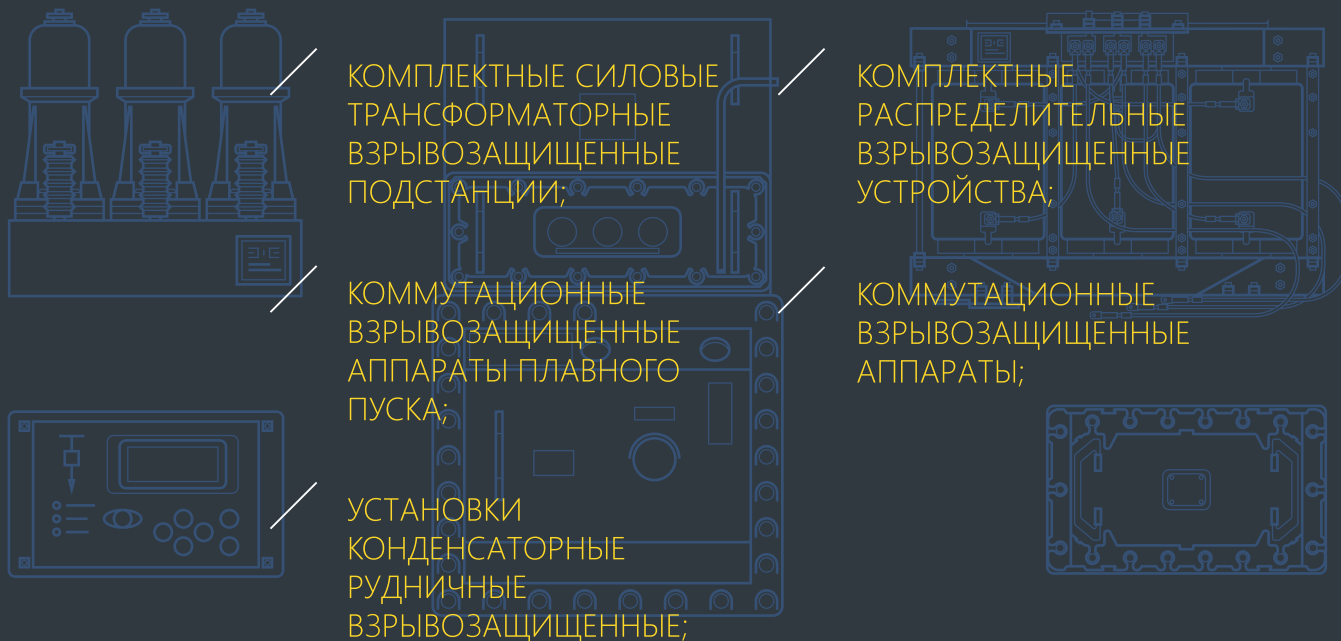 КОМПЛЕКТНЫЕ СИЛОВЫЕ
ТРАНСФОРМАТОРНЫЕ
ВЗРЫВОЗАЩИЩЕННЫЕ
ПОДСТАНЦИИ;
КОМПЛЕКТНЫЕ
РАСПРЕДЕЛИТЕЛЬНЫЕ
ВЗРЫВОЗАЩИЩЕННЫЕ
УСТРОЙСТВА;
КОММУТАЦИОННЫЕ
ВЗРЫВОЗАЩИЩЕННЫЕ
АППАРАТЫ ПЛАВНОГО
ПУСКА;
КОММУТАЦИОННЫЕ
ВЗРЫВОЗАЩИЩЕННЫЕ
АППАРАТЫ;
УСТАНОВКИ
КОНДЕНСАТОРНЫЕ
РУДНИЧНЫЕ
ВЗРЫВОЗАЩИЩЕННЫЕ;